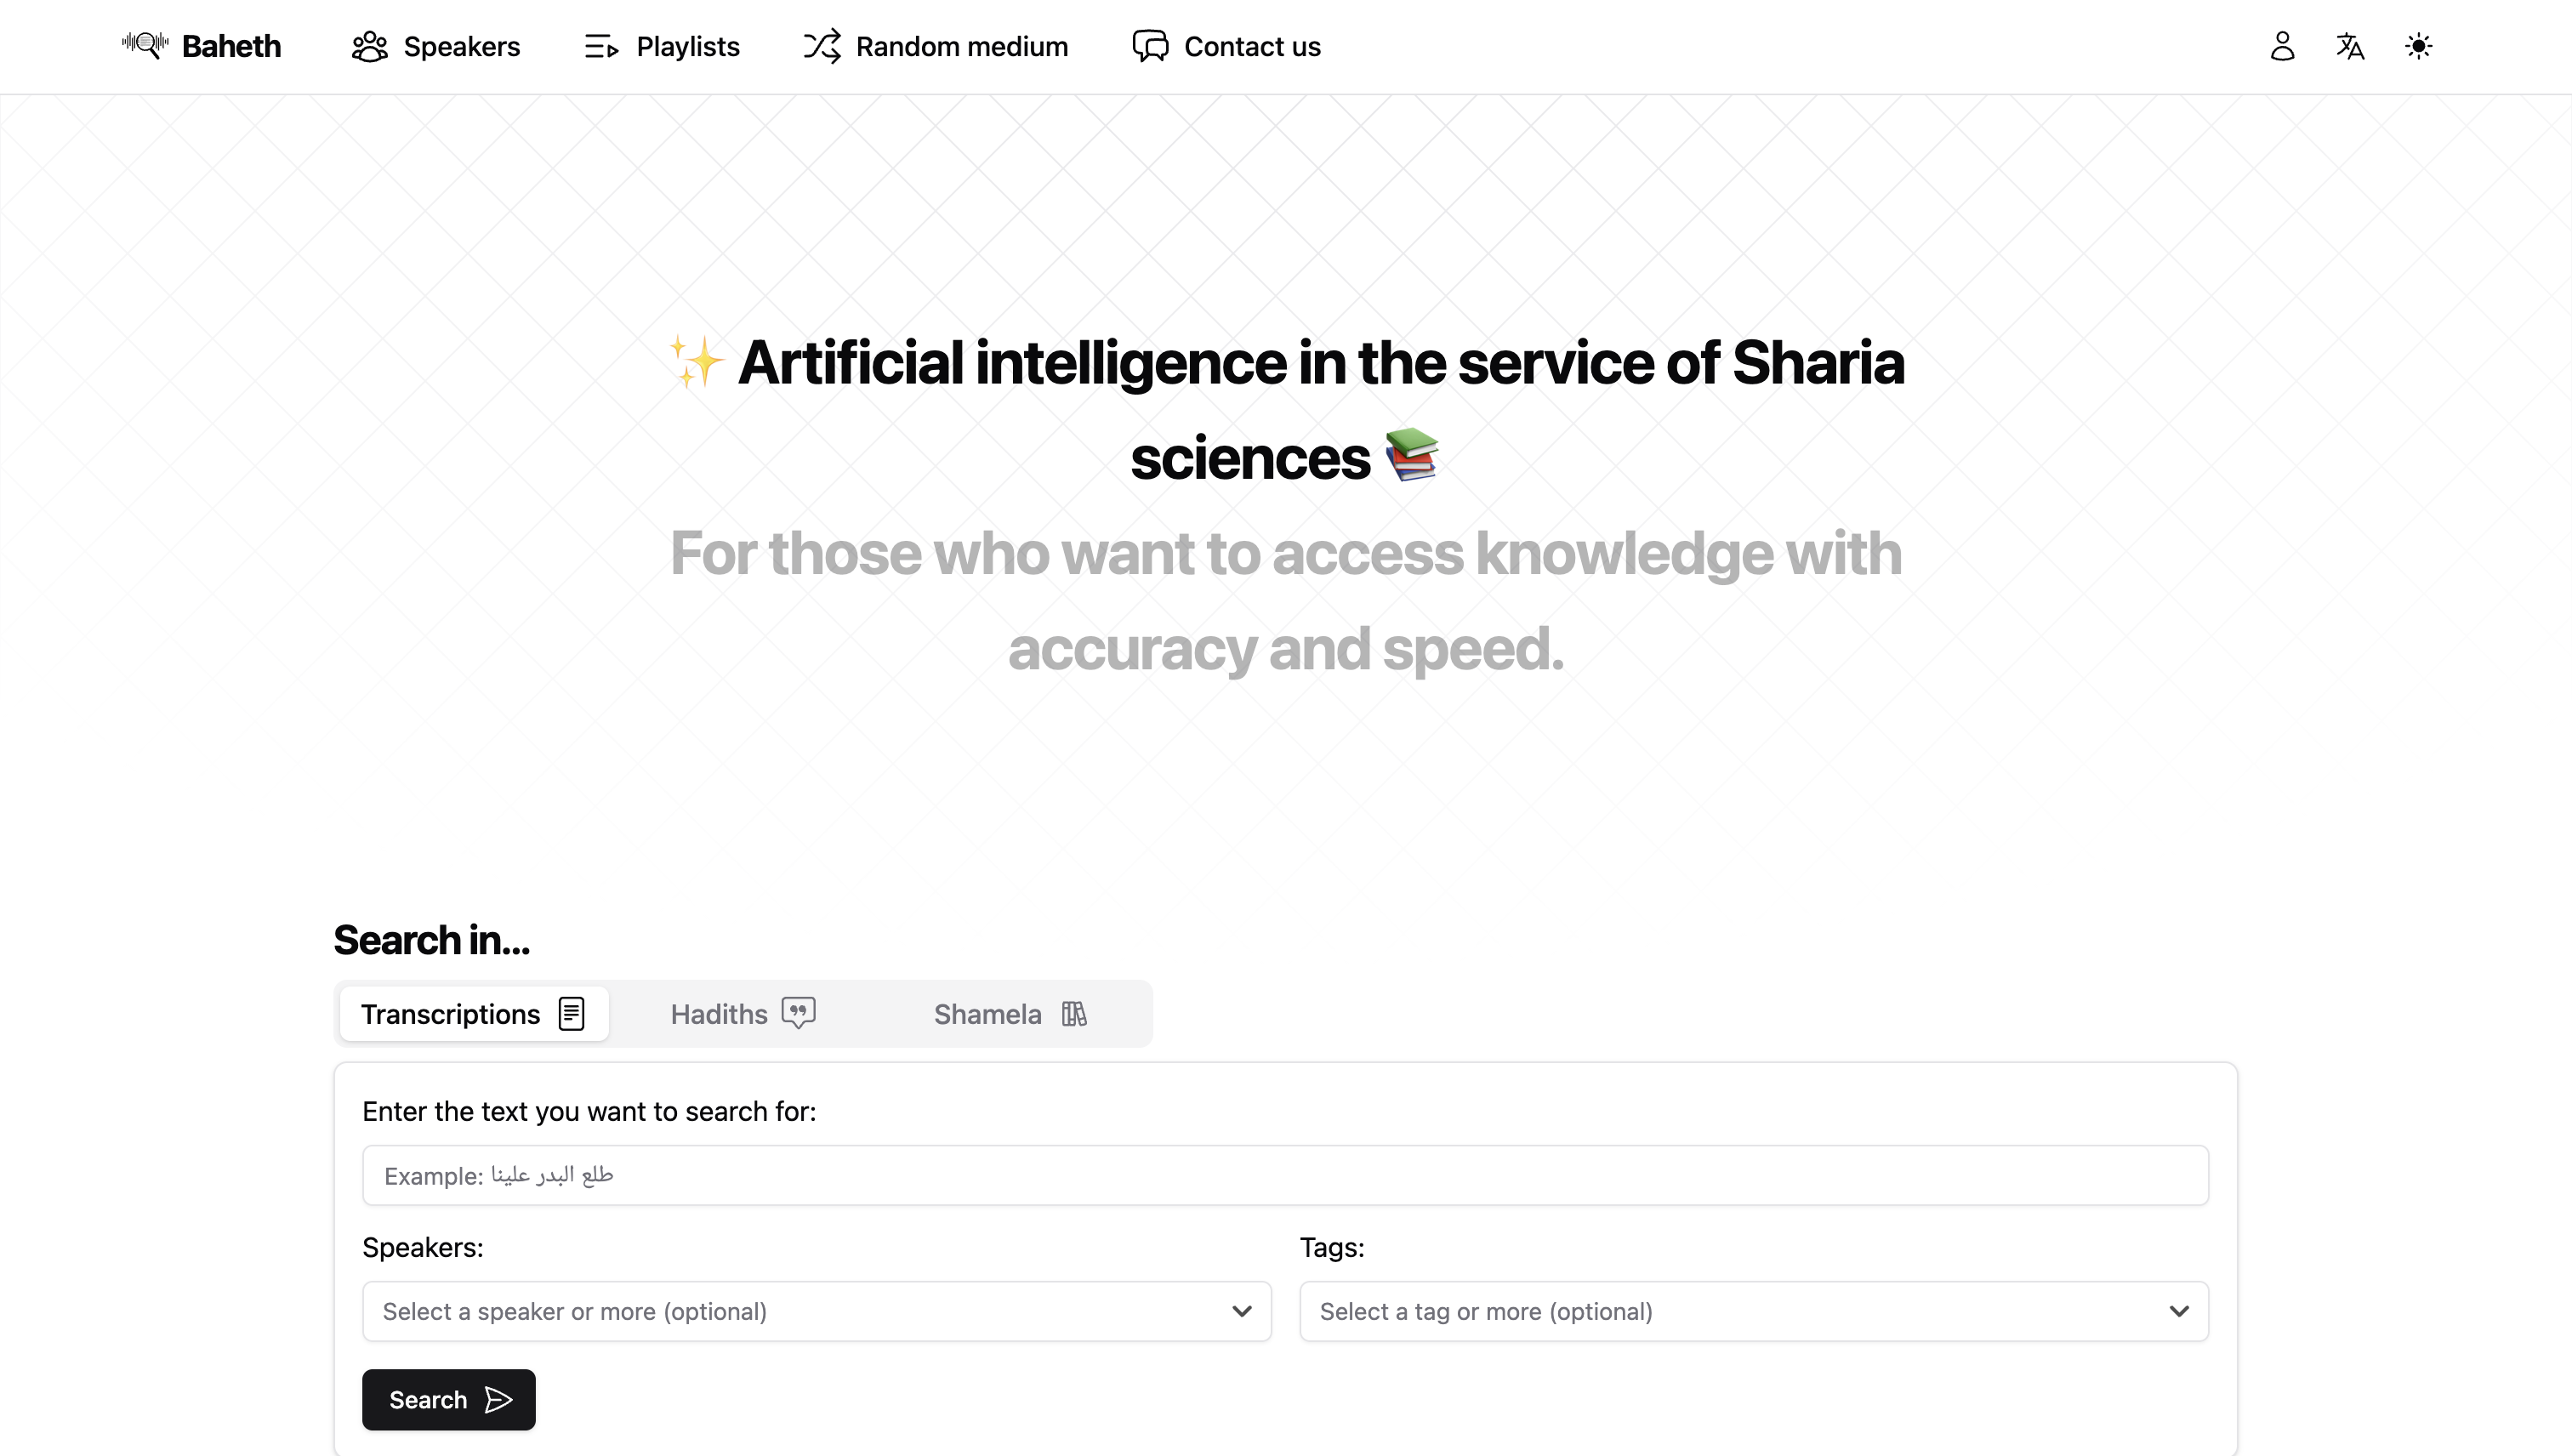 Baheth
Speakers
Playlists
Random medium
Contact us
✨ Artificial intelligence in the service of Sharia
sciences 📚
For those who want to access knowledge with
accuracy and speed.
Search in...
Transcriptions
Hadiths
Shamela
Enter the text you want to search for:
Example: طلع البدر علينا
Speakers:
Tags:
Select a speaker or more (optional)
Select a tag or more (optional)
Search